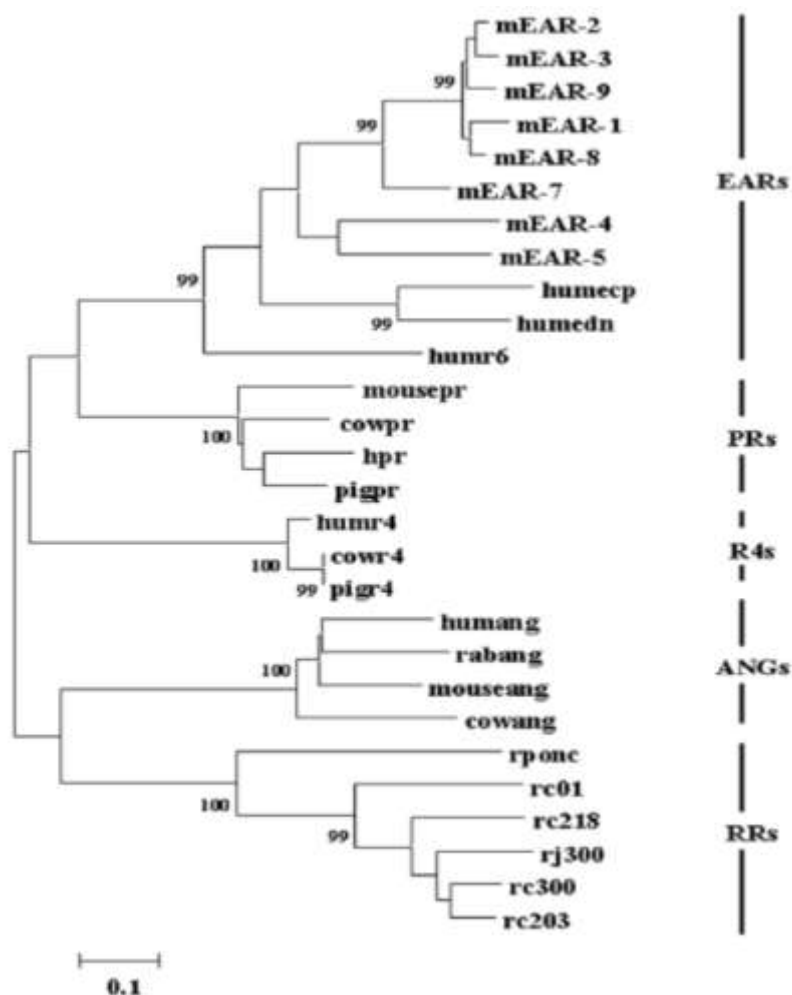 mEAR-2
mEAR-3
99
mEAR-9
99
mEAR-1
mEAR-8
EARs
mEAR-7
mEAR-4
mEAR-5
99
humecp
99
humedn
humr6
mousepr
cowpr
100
PRs
hpr
pigpr
humr4
cowr4
R4s
100
99
pigr4
humang
rabang
100
ANGs
mouseang
cowang
rponc
rc01
100
rc218
RRs
99
rj300
rc300
rc203
0.1